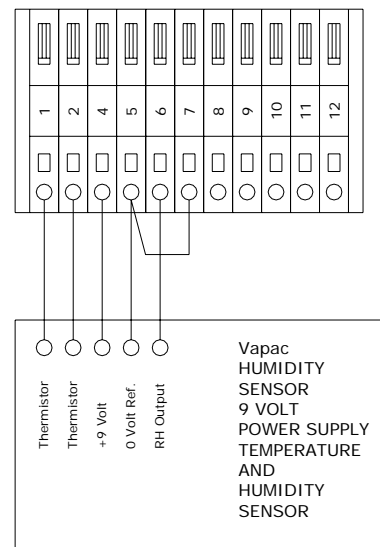 1
2
4
5
6
7
8
9
10
11
12
Thermistor
Thermistor
+9 Volt
0 Volt Ref.
RH Output
Vapac
HUMIDITY
SENSOR
9 VOLT
POWER SUPPLY
TEMPERATURE
AND
HUMIDITY
SENSOR